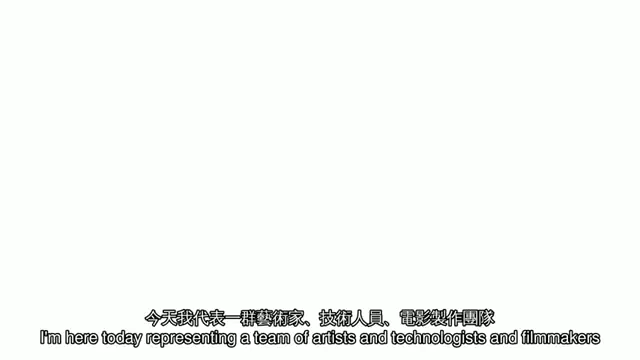 今天我代表一群藝術家、技術人員、電影製作團隊
I'm here today representing a team of artists and technologists and filmmakers